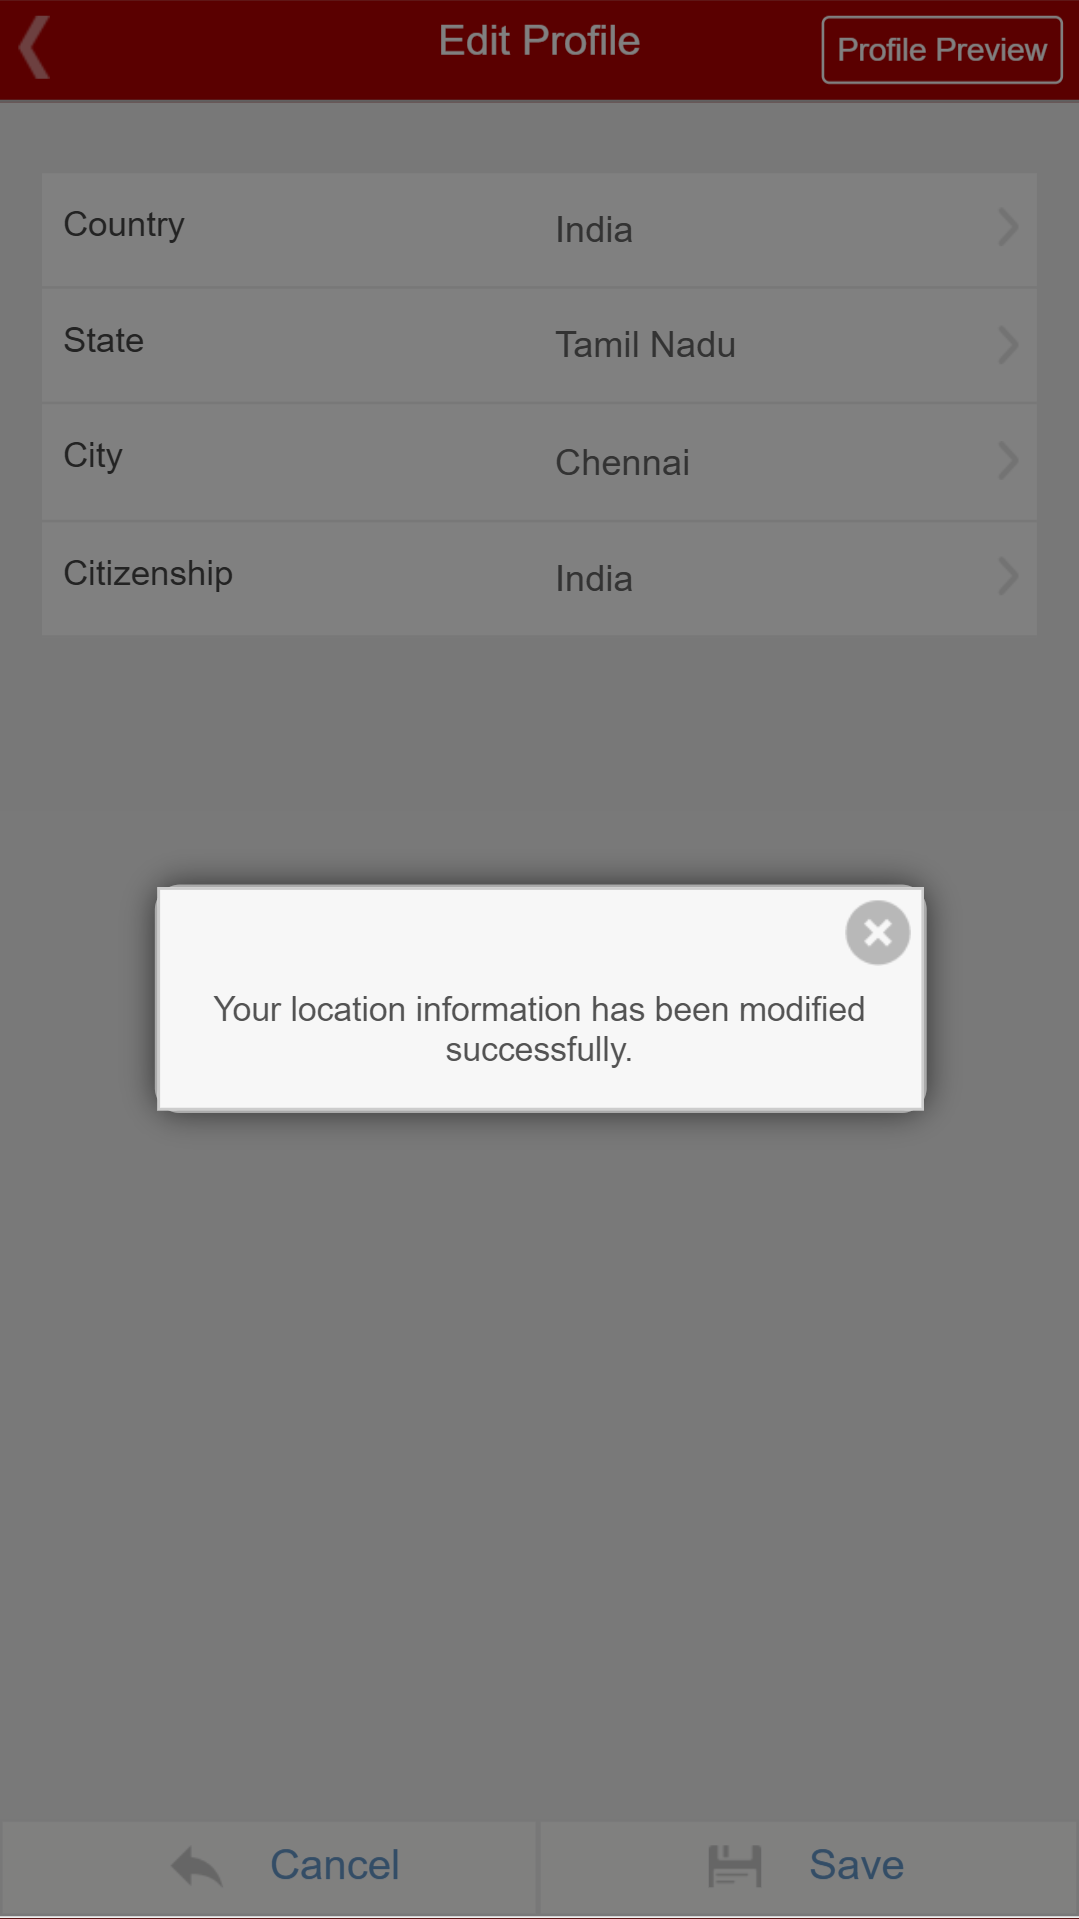 Edit Profile
Profile Preview
Country India
State Tamil Nadu
City Chennai
Citizenship India
Your location information has been modified
successfully.
Cancel Save